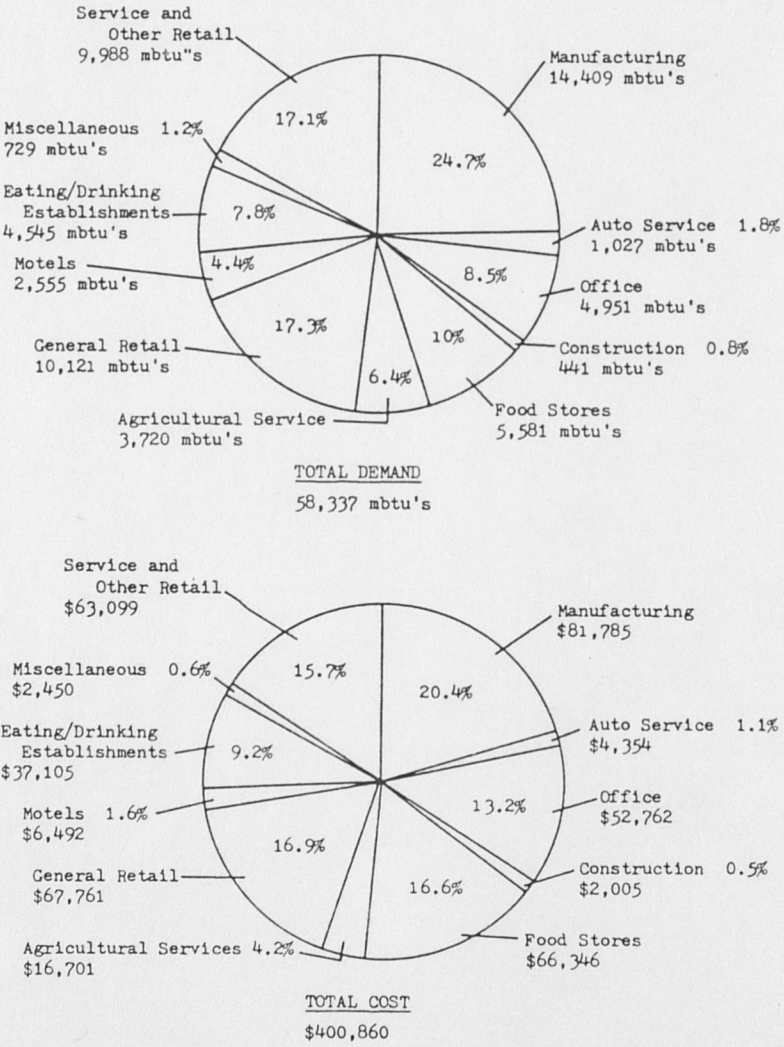 Service and
Other Retail
9,988 mbtu"s
17.1%
Manufacturing
14,409 mbtu's
24.7%
Miscellaneous 1.2%
729 mbtu's
Eating/Drinking
Establishments
4,545 mbtu's
7.8%
Auto Service 1.8%
1,027 mbtu's
Motels
2,555 mbtu's
4.4%
8.5%
Office
4,951 mbtu's
General Retail
10,121 mbtu's
17.3%
10%
Construction 0.8%
441 mbtu's
6.4%
Agricultural Service
3,720 mbtu's
Food Stores
5,581 mbtu's
TOTAL DEMAND
58,337 mbtu's
Service and
Other Retail
$63,099
15.7%
Manufacturing
$81,785
20.4%
Miscellaneous 0.6%
$2,450
Eating/Drinking
Establishments
$37,105
9.2%
Auto Service 1.1%
$4,354
Motels 1.6%
$6,492
13.2%
Office
$52,762
General Retail
$67,761
16.9%
16.6%
Construction 0.5%
$2,005
Agricultural Services 4.2%
$16,701
Food Stores
$66,346
TOTAL COST
$400,860